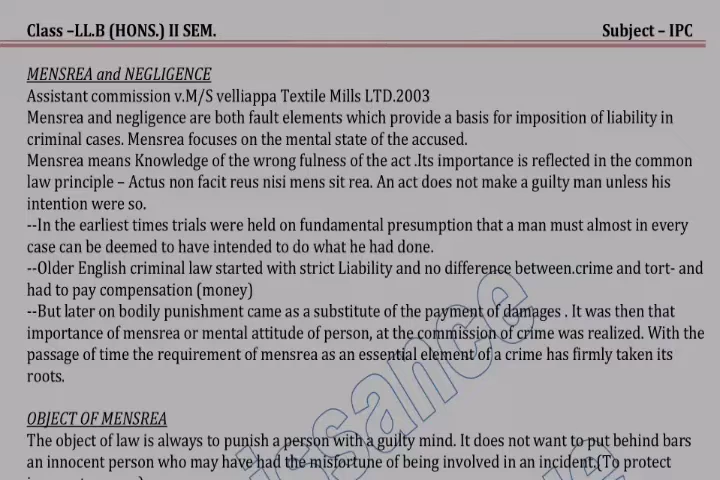 Class –LL.B (HONS.) II SEM. Subject – IPC
MENSREA and NEGLIGENCE
Assistant commission v.M/S velliappa Textile Mills LTD.2003
Mensrea and negligence are both fault elements which provide a basis for imposition of liability in
criminal cases. Mensrea focuses on the mental state of the accused.
Mensrea means Knowledge of the wrong fulness of the act .Its importance is reflected in the common
law principle – Actus non facit reus nisi mens sit rea. An act does not make a guilty man unless his
intention were so.
--In the earliest times trials were held on fundamental presumption that a man must almost in every
case can be deemed to have intended to do what he had done.
--Older English criminal law started with strict Liability and no difference between.crime and tort- and
had to pay compensation (money)
--But later on bodily punishment came as a substitute of the payment of damages . It was then that
importance of mensrea or mental attitude of person, at the commission of crime was realized. With the
passage of time the requirement of mensrea as an essential element of a crime has firmly taken its
roots.
OBJECT OF MENSREA
The object of law is always to punish a person with a guilty mind. It does not want to put behind bars
an innocent person who may have had the misfortune of being involved in an incident.(To protect